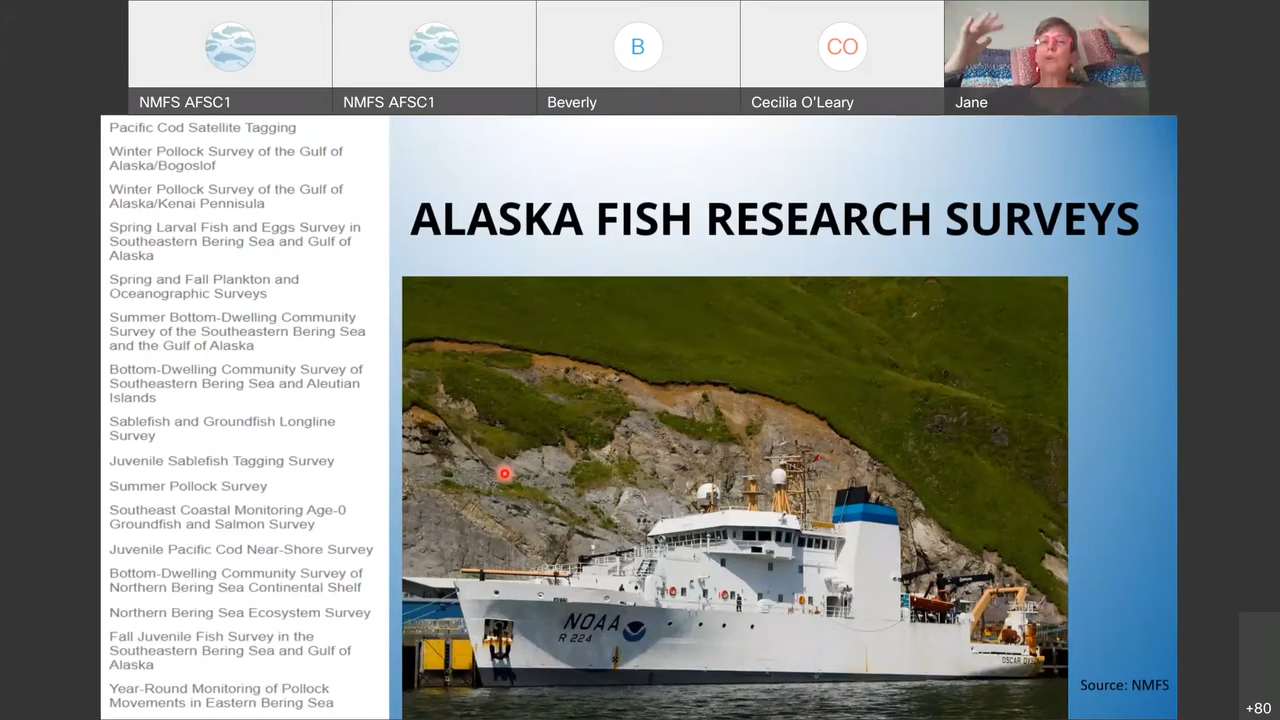 NMFS AFSC1
NMFS AFSC1
B
Beverly
CO
Cecilia O'Leary
Jane
Pacific Cod Satellite Tagging
Winter Pollock Survey of the Gulf of
Alaska/Bogoslof
Winter Pollock Survey of the Gulf of
Alaska/Kenai Pennisula
Spring Larval Fish and Eggs Survey in
Southeastern Bering Sea and Gulf of
Alaska
Spring and Fall Plankton and
Oceanographic Surveys
Summer Bottom-Dwelling Community
Survey of the Southeastern Bering Sea
and the Gulf of Alaska
Bottom-Dwelling Community Survey of
Southeastern Bering Sea and Aleutian
Islands
Sablefish and Groundfish Longline
Survey
Juvenile Sablefish Tagging Survey
Summer Pollock Survey
Southeast Coastal Monitoring Age-0
Groundfish and Salmon Survey
Juvenile Pacific Cod Near-Shore Survey
Bottom-Dwelling Community Survey of
Northern Bering Sea Continental Shelf
Northern Bering Sea Ecosystem Survey
Fall Juvenile Fish Survey in the
Southeastern Bering Sea and Gulf of
Alaska
Year-Round Monitoring of Pollock
Movements in Eastern Bering Sea
ALASKA FISH RESEARCH SURVEYS
NOAA
R 224
OSCAR
Source: NMFS
+80